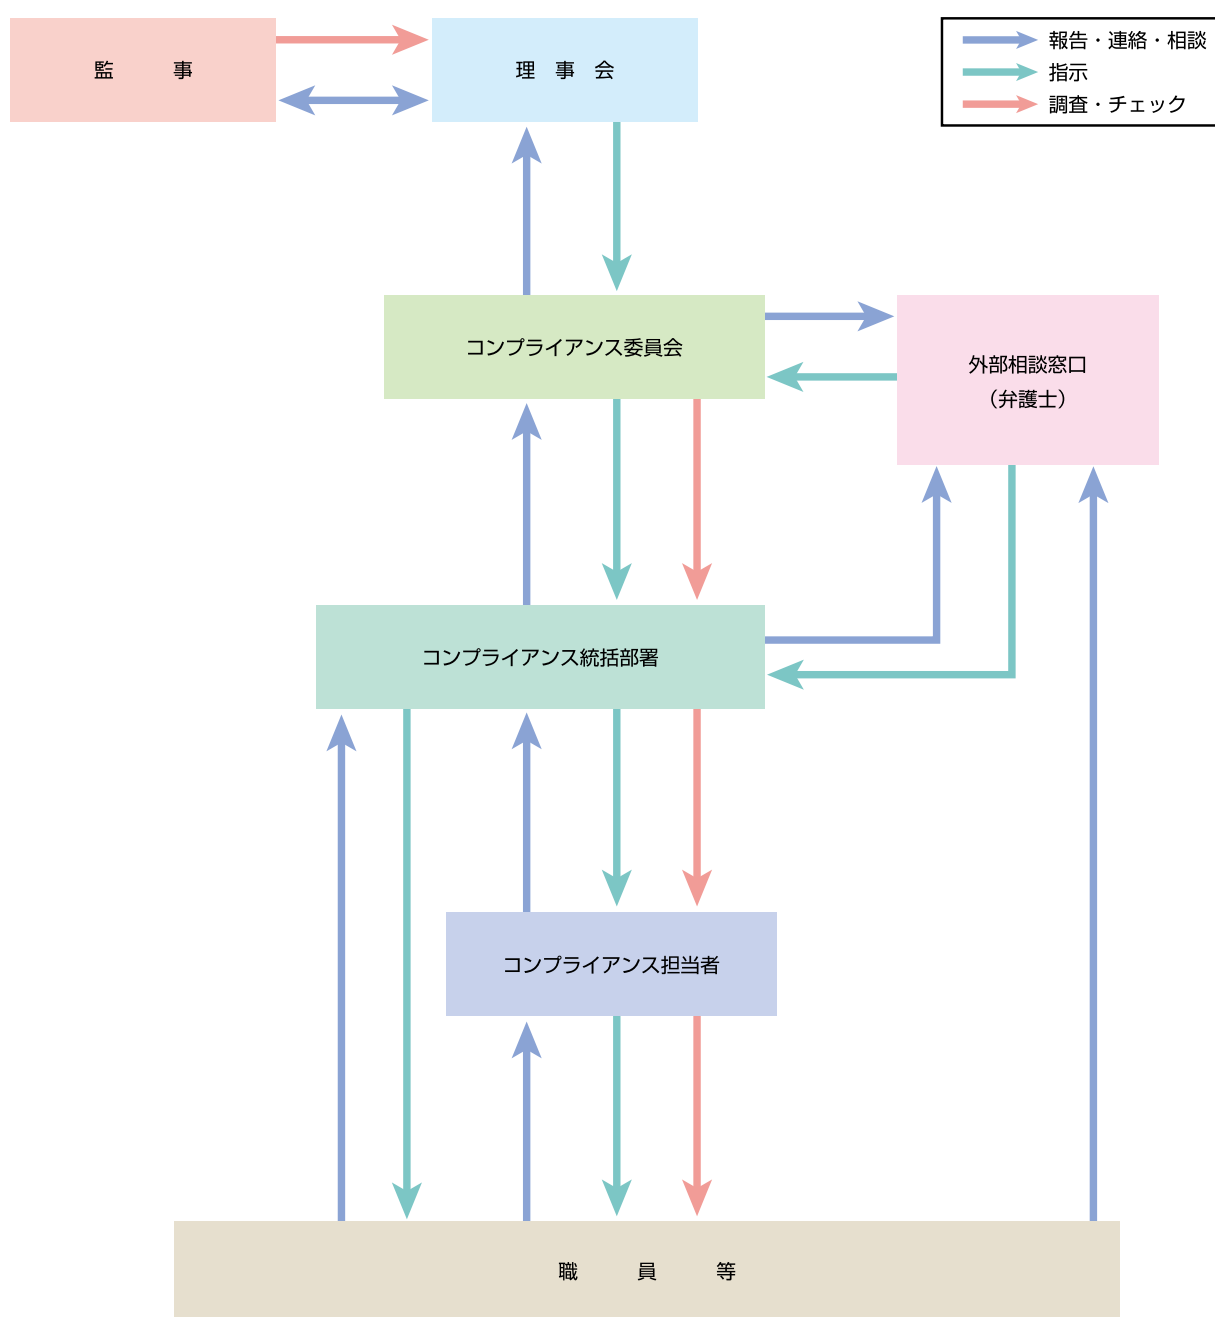 監　　　事
理　事　会
報告・連絡・相談
指示
調査・チェック
コンプライアンス委員会
外部相談窓口
（弁護士）
コンプライアンス統括部署
コンプライアンス担当者
職　　　員　　　等